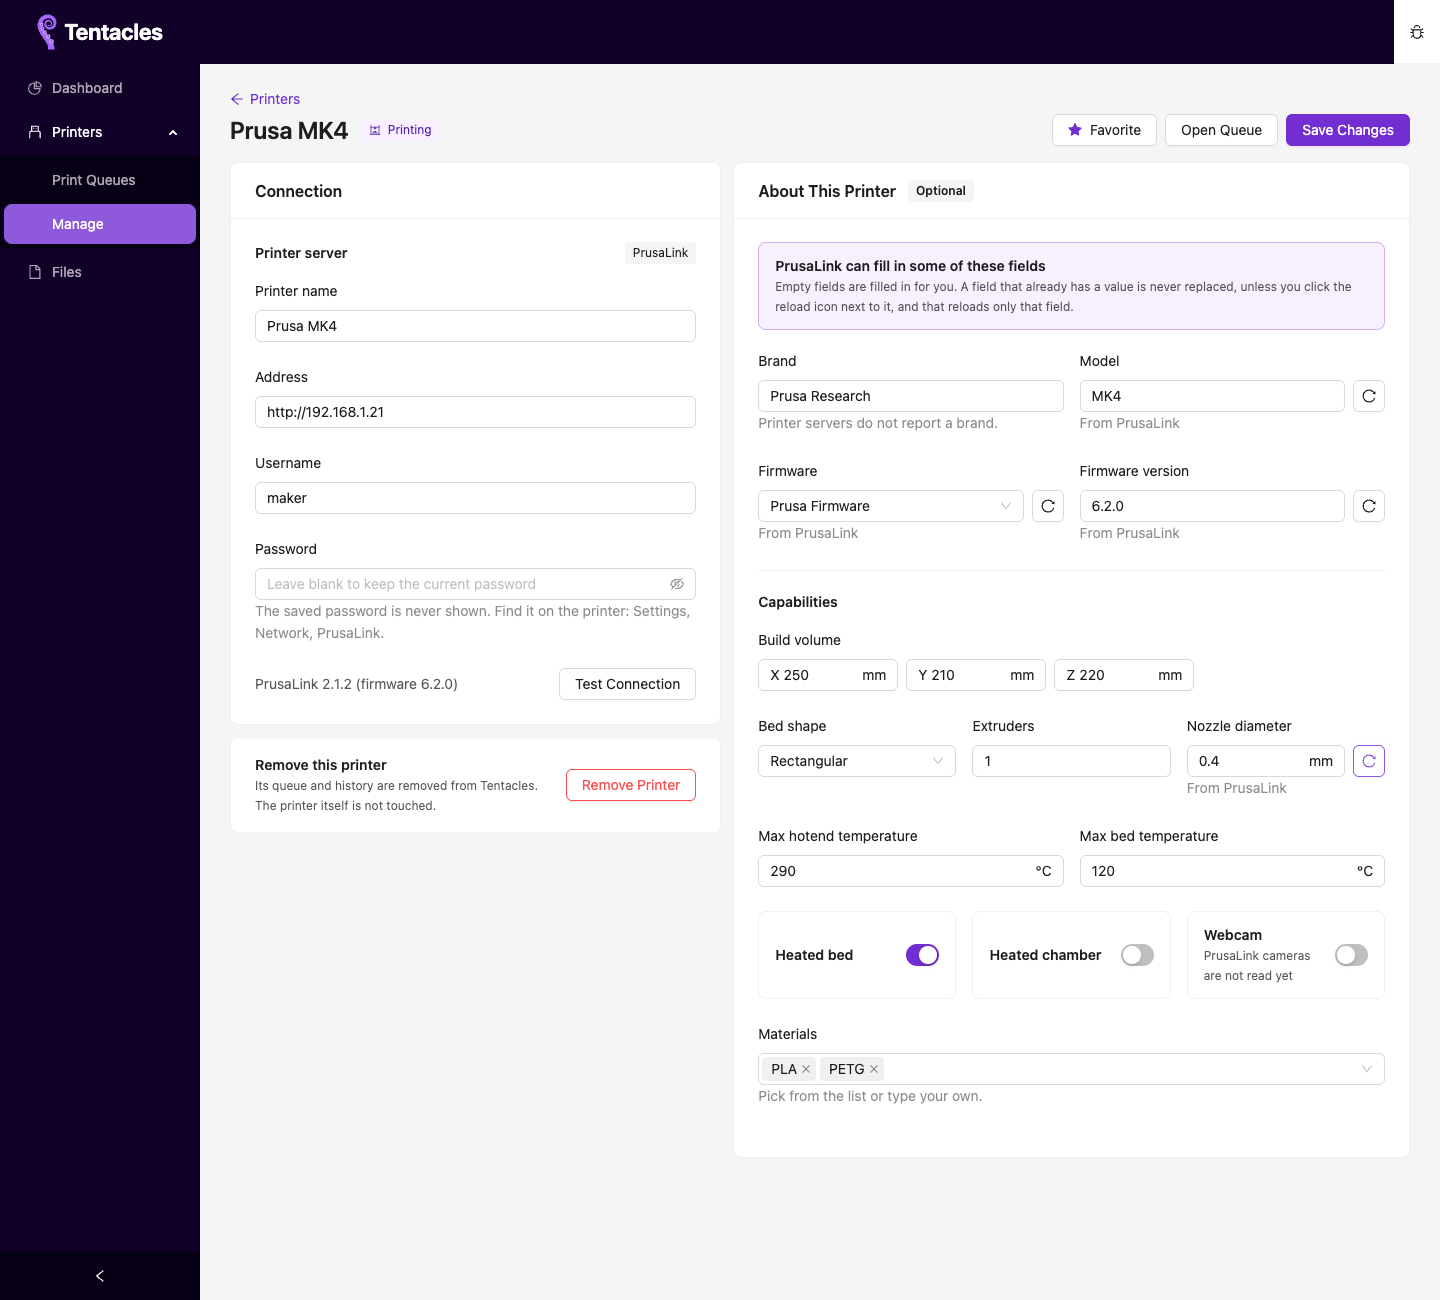 Tentacles
Dashboard
Printers
Print Queues
Manage
Files
Printers
Prusa MK4
Printing
Favorite
Open Queue
Save Changes
Connection
Printer server
PrusaLink
Printer name
Prusa MK4
Address
http://192.168.1.21
Username
maker
Password
Leave blank to keep the current password
The saved password is never shown. Find it on the printer: Settings,
Network, PrusaLink.
PrusaLink 2.1.2 (firmware 6.2.0)
Test Connection
Remove this printer
Its queue and history are removed from Tentacles.
The printer itself is not touched.
Remove Printer
About This Printer
Optional
PrusaLink can fill in some of these fields
Empty fields are filled in for you. A field that already has a value is never replaced, unless you click the
reload icon next to it, and that reloads only that field.
Brand
Model
Prusa Research
MK4
Printer servers do not report a brand.
From PrusaLink
Firmware
Firmware version
Prusa Firmware
6.2.0
From PrusaLink
From PrusaLink
Capabilities
Build volume
X 250 mm
Y 210 mm
Z 220 mm
Bed shape
Extruders
Nozzle diameter
Rectangular
1
0.4 mm
From PrusaLink
Max hotend temperature
Max bed temperature
290 °C
120 °C
Heated bed
Heated chamber
Webcam
PrusaLink cameras
are not read yet
Materials
PLA
PETG
Pick from the list or type your own.